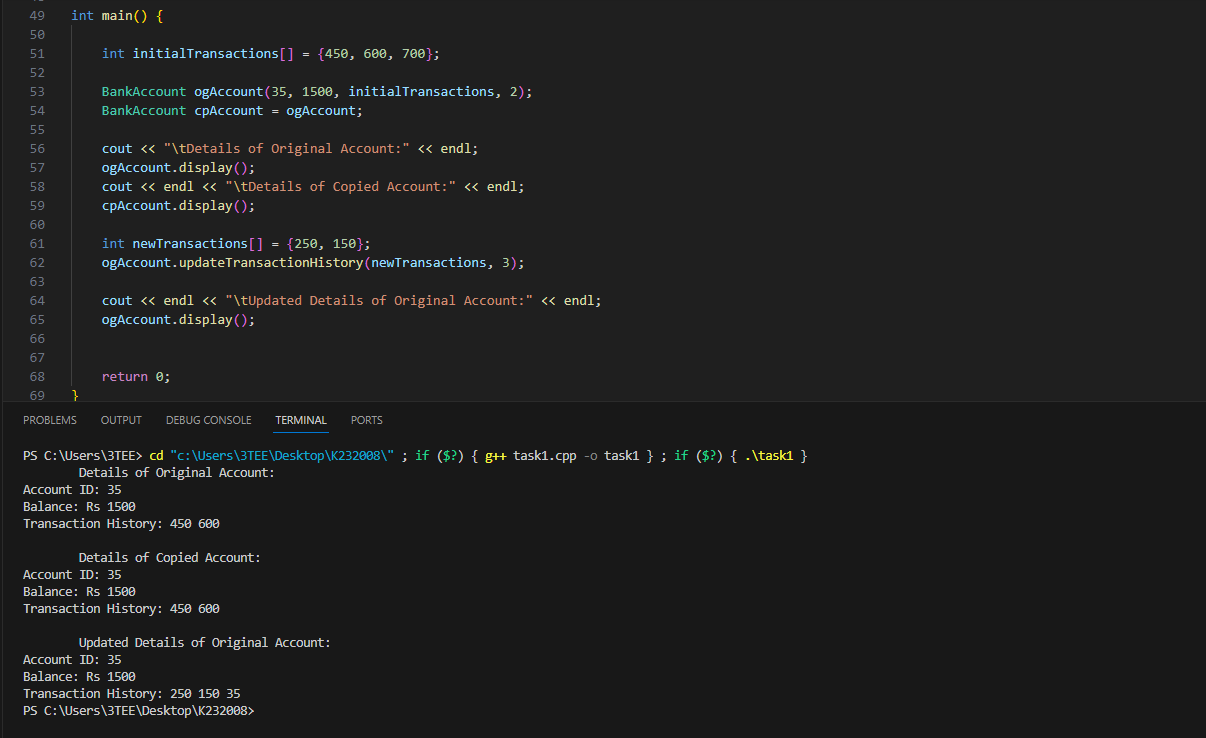 49 int main() {
50
51 int initialTransactions[] = {450, 600, 700};
52
53 BankAccount ogAccount(35, 1500, initialTransactions, 2);
54 BankAccount cpAccount = ogAccount;
55
56 cout << "\tDetails of Original Account:" << endl;
57 ogAccount.display();
58 cout << endl << "\tDetails of Copied Account:" << endl;
59 cpAccount.display();
60
61 int newTransactions[] = {250, 150};
62 ogAccount.updateTransactionHistory(newTransactions, 3);
63
64 cout << endl << "\tUpdated Details of Original Account:" << endl;
65 ogAccount.display();
66
67
68 return 0;
69 }
PROBLEMS OUTPUT DEBUG CONSOLE TERMINAL PORTS
PS C:\Users\3TEE> cd "c:\Users\3TEE\Desktop\K232008\" ; if ($?) { g++ task1.cpp -o task1 } ; if ($?) { .\task1 }
Details of Original Account:
Account ID: 35
Balance: Rs 1500
Transaction History: 450 600
Details of Copied Account:
Account ID: 35
Balance: Rs 1500
Transaction History: 450 600
Updated Details of Original Account:
Account ID: 35
Balance: Rs 1500
Transaction History: 250 150 35
PS C:\Users\3TEE\Desktop\K232008>